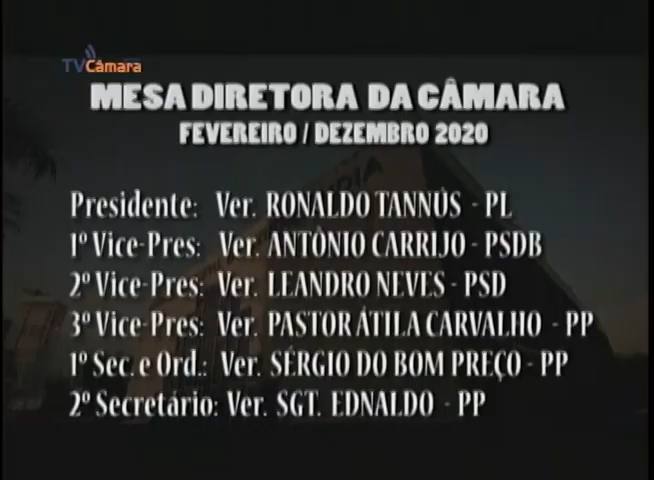 TVCâmara
MESA DIRETORA DA CÂMARA
FEVEREIRO / DEZEMBRO 2020
Presidente: Ver. RONALDO TANNÚS - PL
1º Vice-Pres: Ver. ANTÔNIO CARRIJO - PSDB
2º Vice-Pres: Ver. LEANDRO NEVES - PSD
3º Vice-Pres: Ver. PASTOR ÁTILA CARVALHO - PP
1º Sec. e Ord.: Ver. SÉRGIO DO BOM PREÇO - PP
2º Secretário: Ver. SGT. EDNALDO - PP